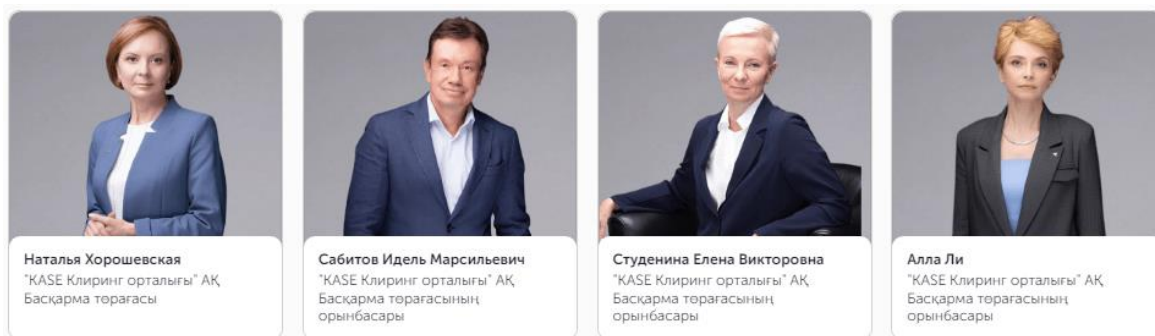 Наталья Хорошевская
"KASE Клиринг орталығы" АҚ
Басқарма төрағасы
Сабитов Идель Марсильевич
"KASE Клиринг орталығы" АҚ
Басқарма төрағасының
орынбасары
Студенина Елена Викторовна
"KASE Клиринг орталығы" АҚ
Басқарма төрағасының
орынбасары
Алла Ли
"KASE Клиринг орталығы" АҚ
Басқарма төрағасының
орынбасары